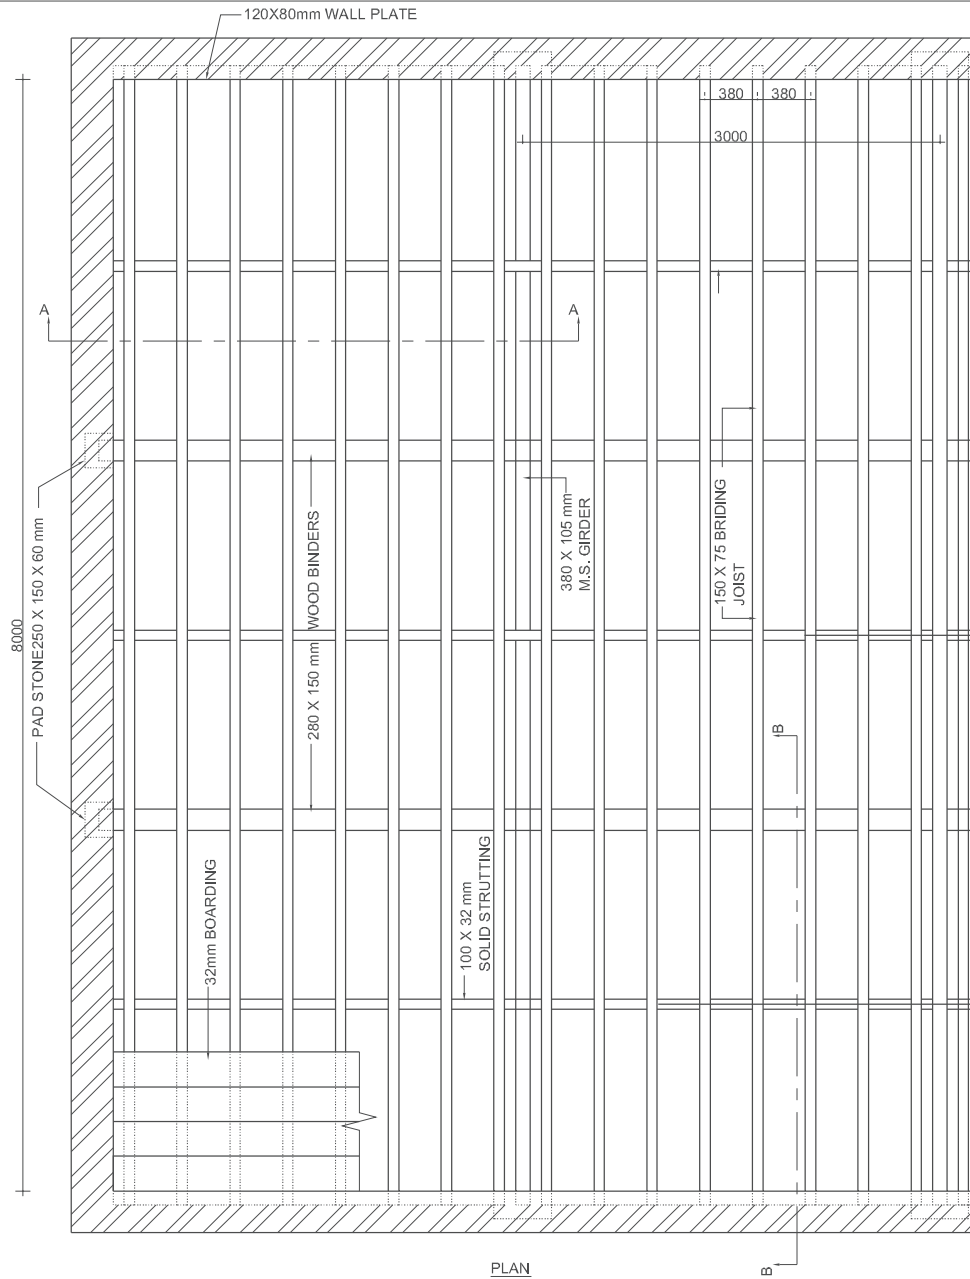 120X80mm WALL PLATE
380
380
3000
A
A
8000
PAD STONE250 X 150 X 60 mm
280 X 150 mm WOOD BINDERS
380 X 105 mm
M.S. GIRDER
150 X 75 BRIDING
JOIST
B
32mm BOARDING
100 X 32 mm
SOLID STRUTTING
PLAN
B